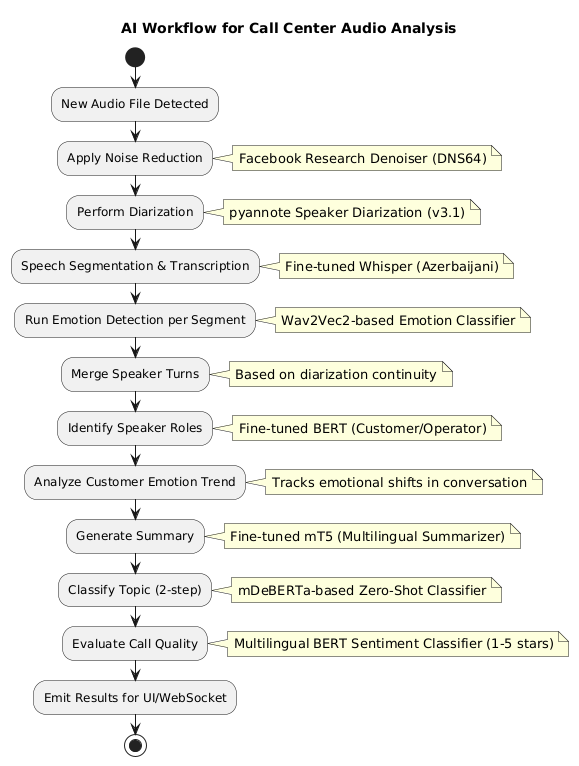 AI Workflow for Call Center Audio Analysis
New Audio File Detected
Apply Noise Reduction
Facebook Research Denoiser (DNS64)
Perform Diarization
pyannote Speaker Diarization (v3.1)
Speech Segmentation & Transcription
Fine-tuned Whisper (Azerbaijani)
Run Emotion Detection per Segment
Wav2Vec2-based Emotion Classifier
Merge Speaker Turns
Based on diarization continuity
Identify Speaker Roles
Fine-tuned BERT (Customer/Operator)
Analyze Customer Emotion Trend
Tracks emotional shifts in conversation
Generate Summary
Fine-tuned mT5 (Multilingual Summarizer)
Classify Topic (2-step)
mDeBERTa-based Zero-Shot Classifier
Evaluate Call Quality
Multilingual BERT Sentiment Classifier (1-5 stars)
Emit Results for UI/WebSocket